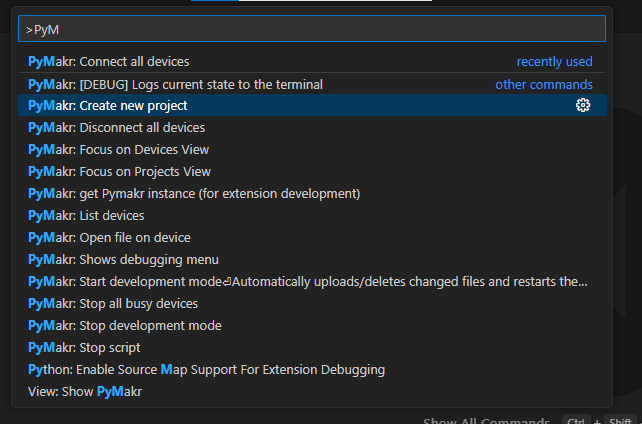 >PyM
PyMakr: Connect all devices recently used
PyMakr: [DEBUG] Logs current state to the terminal other commands
PyMakr: Create new project
PyMakr: Disconnect all devices
PyMakr: Focus on Devices View
PyMakr: Focus on Projects View
PyMakr: get Pymakr instance (for extension development)
PyMakr: List devices
PyMakr: Open file on device
PyMakr: Shows debugging menu
PyMakr: Start development mode⏎Automatically uploads/deletes changed files and restarts the...
PyMakr: Stop all busy devices
PyMakr: Stop development mode
PyMakr: Stop script
Python: Enable Source Map Support For Extension Debugging
View: Show PyMakr
Show All Commands Ctrl + Shift